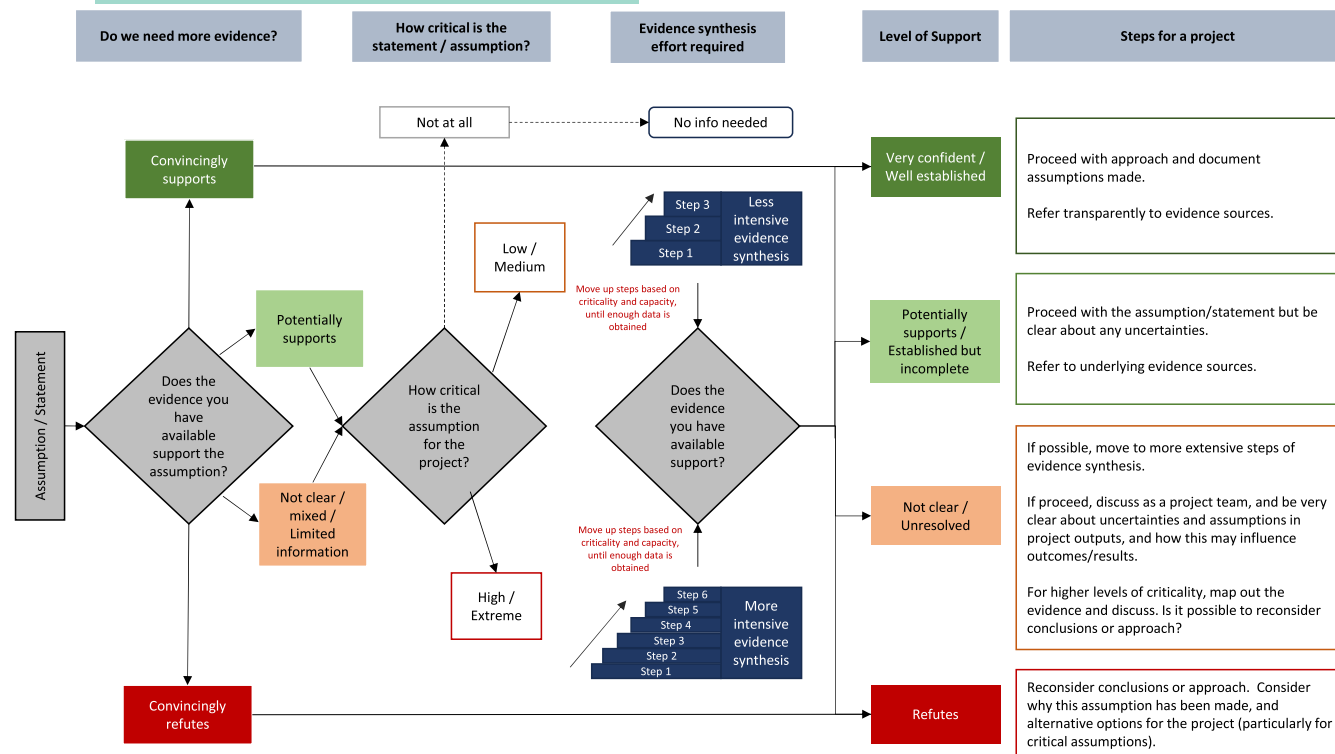 Do we need more evidence?
How critical is the
statement / assumption?
Evidence synthesis
effort required
Level of Support
Steps for a project
Not at all
No info needed
Convincingly
supports
Very confident /
Well established
Proceed with approach and document
assumptions made.
Refer transparently to evidence sources.
Step 3
Step 2
Step 1
Less
intensive
evidence
synthesis
Low /
Medium
Move up steps based on
criticality and capacity,
until enough data is
obtained
Potentially
supports
Potentially
supports /
Established but
incomplete
Proceed with the assumption/statement but be
clear about any uncertainties.
Refer to underlying evidence sources.
Assumption / Statement
Does the
evidence you
have
available
support the
assumption?
How critical
is the
assumption
for the
project?
Does the
evidence
you have
available
support?
Not clear /
mixed /
Limited
information
Not clear /
Unresolved
If possible, move to more extensive steps of
evidence synthesis.
If proceed, discuss as a project team, and be very
clear about uncertainties and assumptions in
project outputs, and how this may influence
outcomes/results.
For higher levels of criticality, map out the
evidence and discuss. Is it possible to reconsider
conclusions or approach?
Move up steps based on
criticality and capacity,
until enough data is
obtained
High /
Extreme
Step 6
Step 5
Step 4
Step 3
Step 2
Step 1
More
intensive
evidence
synthesis
Convincingly
refutes
Refutes
Reconsider conclusions or approach.  Consider
why this assumption has been made, and
alternative options for the project (particularly for
critical assumptions).